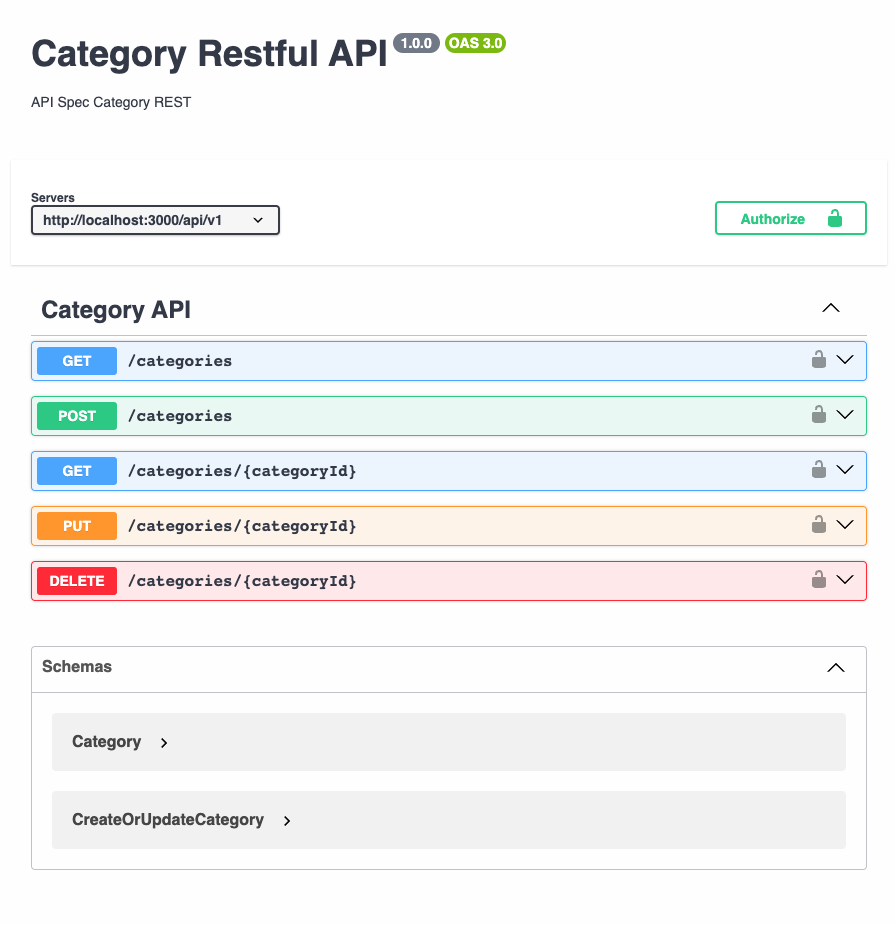 Category Restful API 1.0.0 OAS 3.0
API Spec Category REST
Servers
http://localhost:3000/api/v1
Authorize
Category API
GET /categories
POST /categories
GET /categories/{categoryId}
PUT /categories/{categoryId}
DELETE /categories/{categoryId}
Schemas
Category
CreateOrUpdateCategory